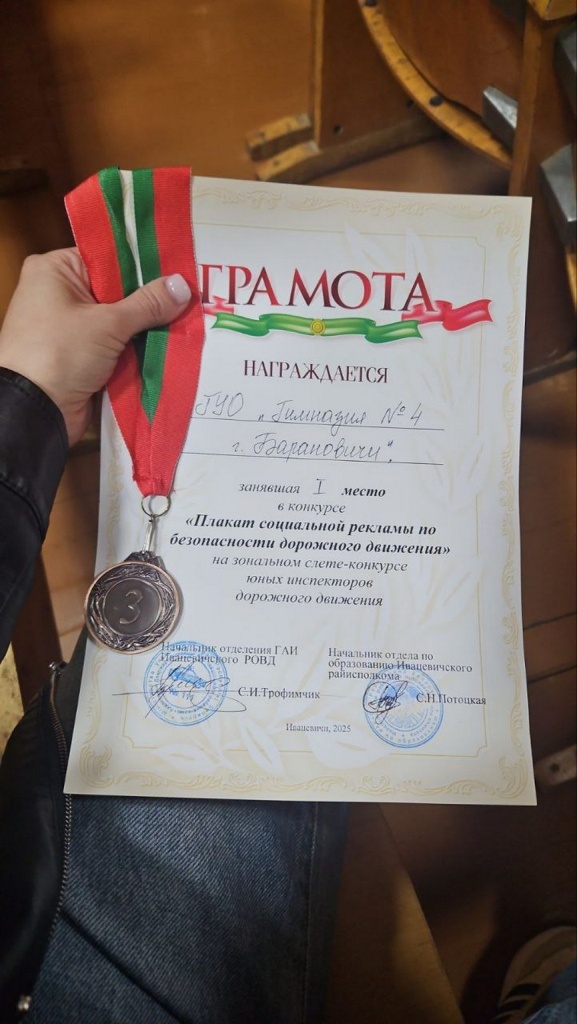 ГРАМОТА
НАГРАЖДАЕТСЯ
ГУО „Гимназия №4
г. Барановичи".
занявшая I место
в конкурсе
«Плакат социальной рекламы по
безопасности дорожного движения»
на зональном слете-конкурсе
юных инспекторов
дорожного движения
Начальник отделения ГАИ
Ивацевичского РОВД
С.И.Трофимчик
Начальник отдела по
образованию Ивацевичского
райисполкома
С.Н.Потоцкая
Ивацевичи, 2025
3